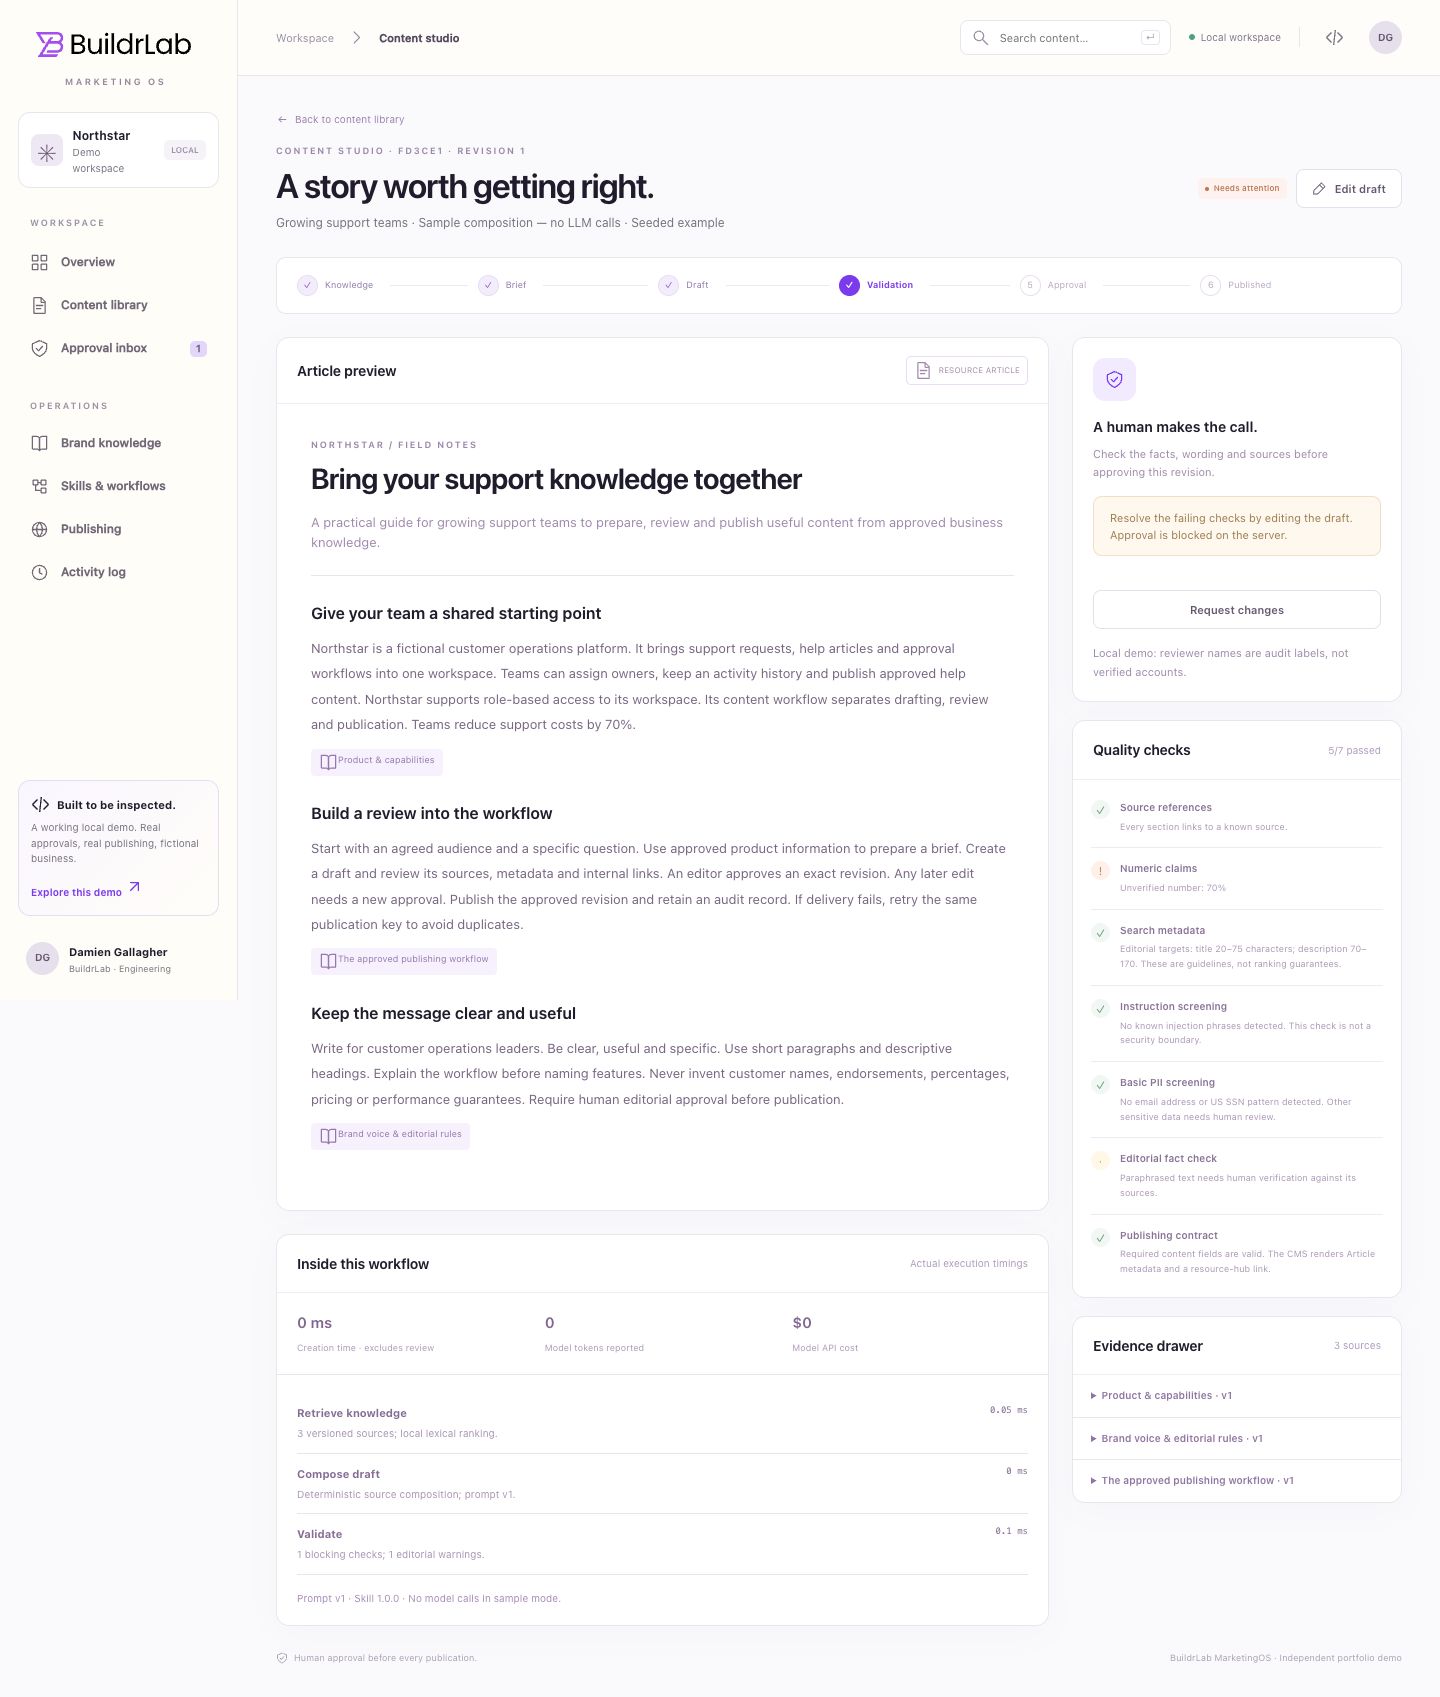 BuildrLab
MARKETING OS
Northstar
Demo
workspace
LOCAL
WORKSPACE
Overview
Content library
Approval inbox
1
OPERATIONS
Brand knowledge
Skills & workflows
Publishing
Activity log
Built to be inspected.
A working local demo. Real
approvals, real publishing, fictional
business.
Explore this demo
DG
Damien Gallagher
BuildrLab · Engineering
Workspace
Content studio
Search content...
↵
Local workspace
DG
← Back to content library
CONTENT STUDIO · FD3CE1 · REVISION 1
A story worth getting right.
Growing support teams · Sample composition — no LLM calls · Seeded example
Needs attention
Edit draft
Knowledge
Brief
Draft
Validation
5 Approval
6 Published
Article preview
RESOURCE ARTICLE
NORTHSTAR / FIELD NOTES
Bring your support knowledge together
A practical guide for growing support teams to prepare, review and publish useful content from approved business
knowledge.
Give your team a shared starting point
Northstar is a fictional customer operations platform. It brings support requests, help articles and approval
workflows into one workspace. Teams can assign owners, keep an activity history and publish approved help
content. Northstar supports role-based access to its workspace. Its content workflow separates drafting, review
and publication. Teams reduce support costs by 70%.
Product & capabilities
Build a review into the workflow
Start with an agreed audience and a specific question. Use approved product information to prepare a brief. Create
a draft and review its sources, metadata and internal links. An editor approves an exact revision. Any later edit
needs a new approval. Publish the approved revision and retain an audit record. If delivery fails, retry the same
publication key to avoid duplicates.
The approved publishing workflow
Keep the message clear and useful
Write for customer operations leaders. Be clear, useful and specific. Use short paragraphs and descriptive
headings. Explain the workflow before naming features. Never invent customer names, endorsements, percentages,
pricing or performance guarantees. Require human editorial approval before publication.
Brand voice & editorial rules
Inside this workflow
Actual execution timings
0 ms
Creation time · excludes review
0
Model tokens reported
$0
Model API cost
Retrieve knowledge
0.05 ms
3 versioned sources; local lexical ranking.
Compose draft
0 ms
Deterministic source composition; prompt v1.
Validate
0.1 ms
1 blocking checks; 1 editorial warnings.
Prompt v1 · Skill 1.0.0 · No model calls in sample mode.
A human makes the call.
Check the facts, wording and sources before
approving this revision.
Resolve the failing checks by editing the draft.
Approval is blocked on the server.
Request changes
Local demo: reviewer names are audit labels, not
verified accounts.
Quality checks
5/7 passed
Source references
Every section links to a known source.
! Numeric claims
Unverified number: 70%
Search metadata
Editorial targets: title 20–75 characters; description 70–
170. These are guidelines, not ranking guarantees.
Instruction screening
No known injection phrases detected. This check is not a
security boundary.
Basic PII screening
No email address or US SSN pattern detected. Other
sensitive data needs human review.
Editorial fact check
Paraphrased text needs human verification against its
sources.
Publishing contract
Required content fields are valid. The CMS renders Article
metadata and a resource-hub link.
Evidence drawer
3 sources
Product & capabilities · v1
Brand voice & editorial rules · v1
The approved publishing workflow · v1
Human approval before every publication.
BuildrLab MarketingOS · Independent portfolio demo